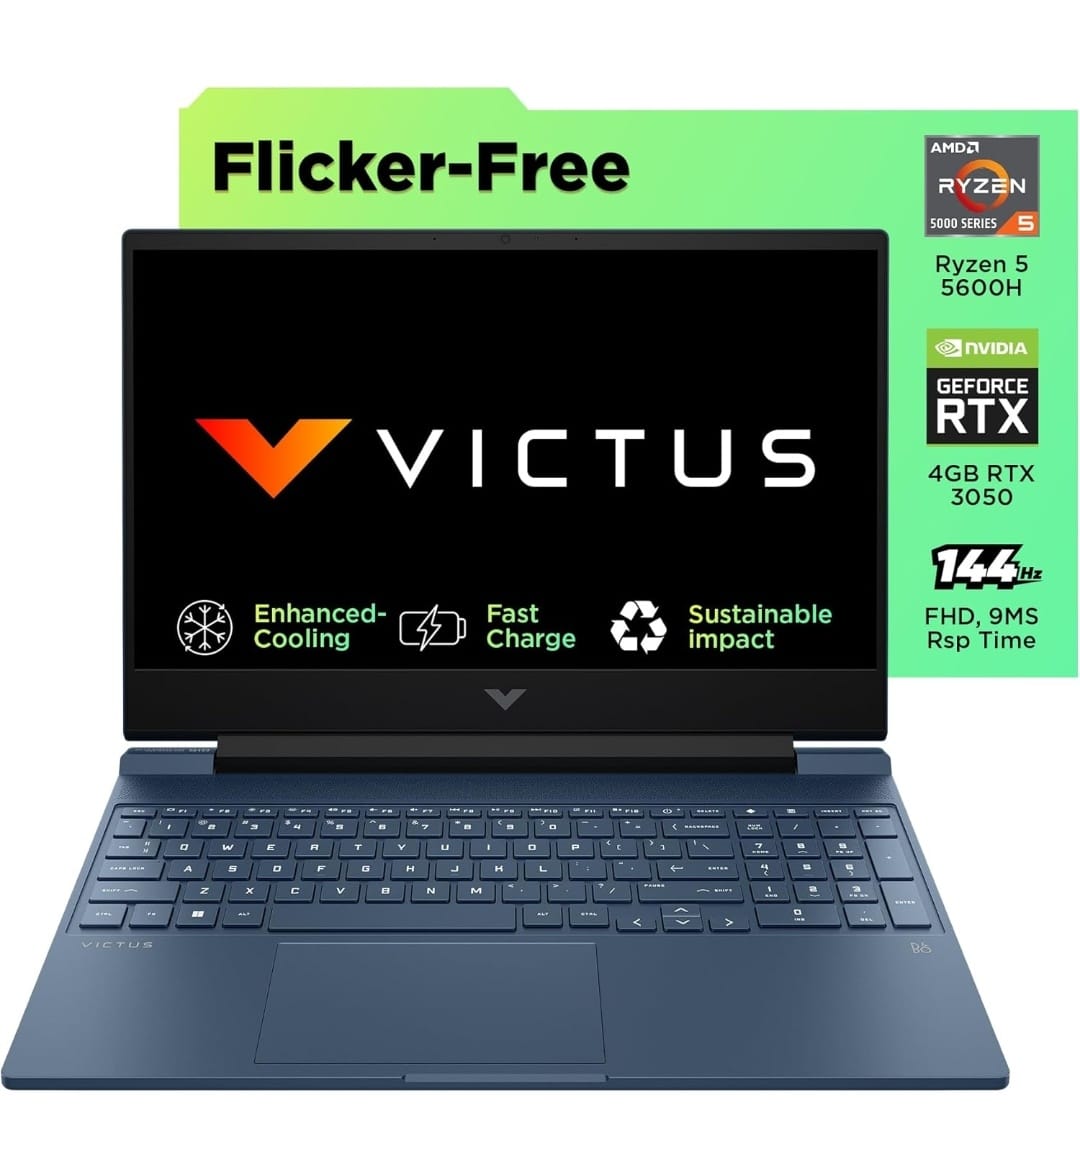 Flicker-Free
AMD
RYZEN
5000 SERIES 5
Ryzen 5
5600H
NVIDIA
GEFORCE
RTX
4GB RTX
3050
144Hz
FHD, 9MS
Rsp Time
VICTUS
Enhanced-
Cooling
Fast
Charge
Sustainable
impact
Q W E R T Y U I O P
A S D F G H J K L
Z X C V B N M
VICTUS
B&O